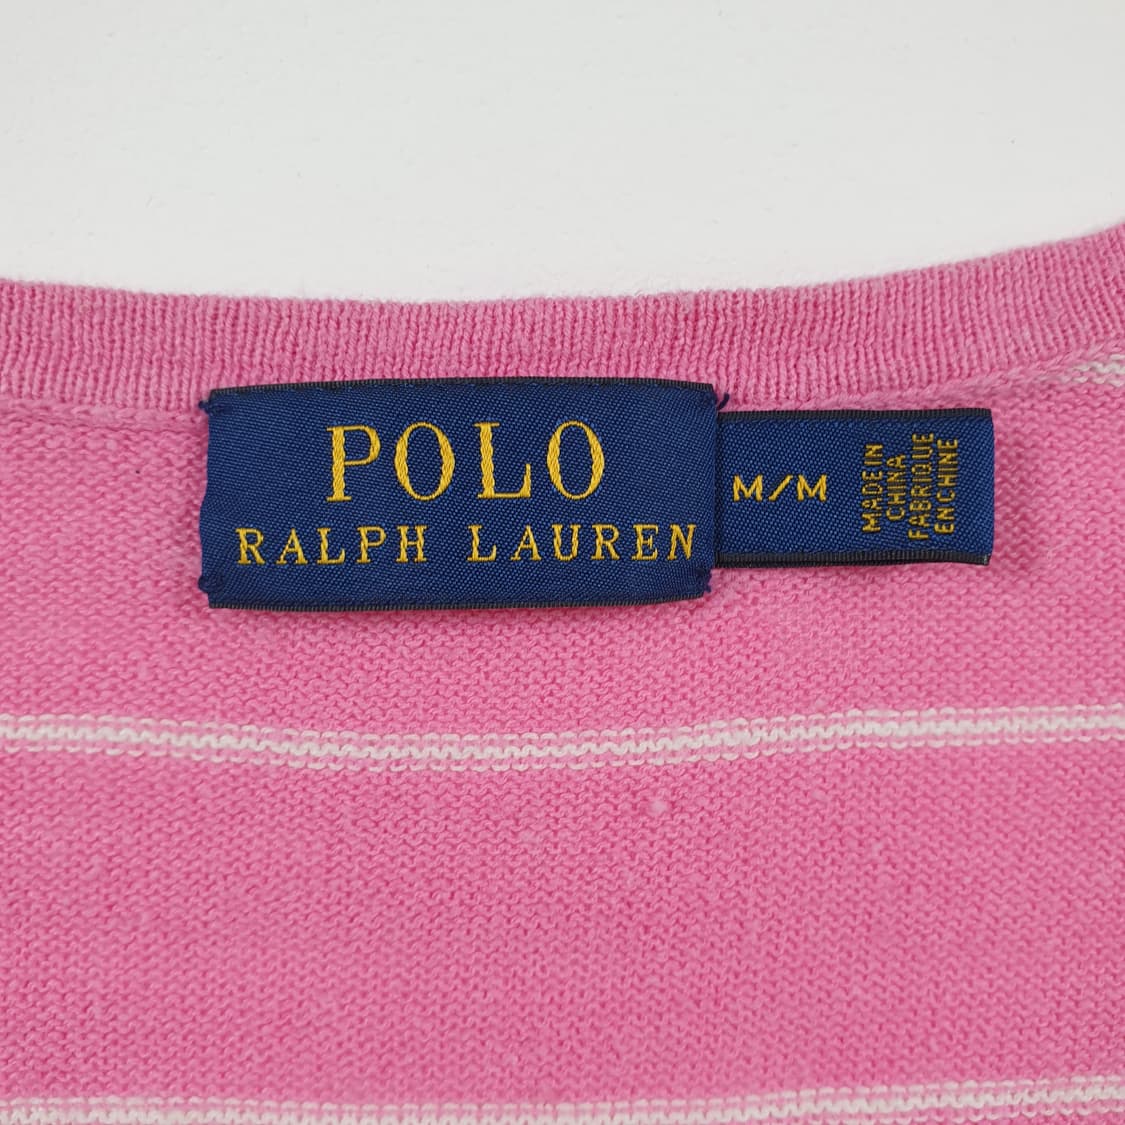 POLO
RALPH LAUREN
M/M
MADE IN
CHINA
FABRIQUE
EN CHINE